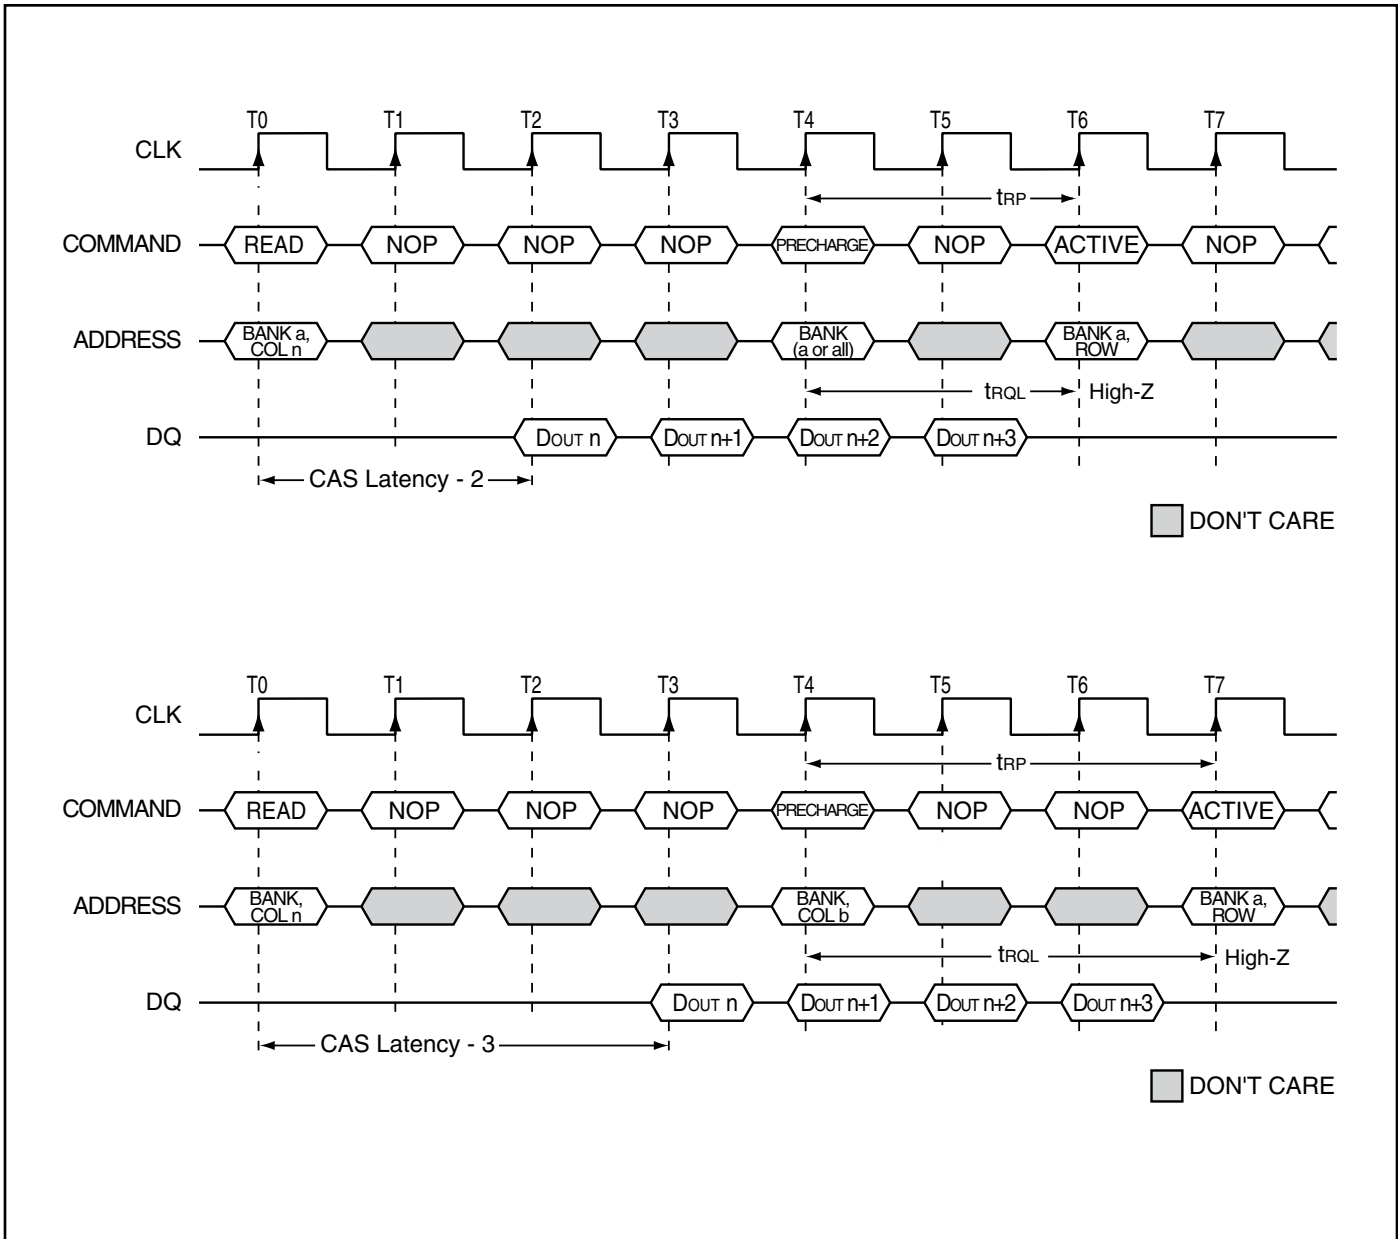 T0 T1 T2 T3 T4 T5 T6 T7
CLK
tRP
COMMAND READ NOP NOP NOP PRECHARGE NOP ACTIVE NOP
ADDRESS BANK a, COL n BANK (a or all) BANK a, ROW
tRQL High-Z
DQ DOUT n DOUT n+1 DOUT n+2 DOUT n+3
CAS Latency - 2
DON'T CARE
T0 T1 T2 T3 T4 T5 T6 T7
CLK
tRP
COMMAND READ NOP NOP NOP PRECHARGE NOP NOP ACTIVE
ADDRESS BANK, COL n BANK, COL b BANK a, ROW
tRQL High-Z
DQ DOUT n DOUT n+1 DOUT n+2 DOUT n+3
CAS Latency - 3
DON'T CARE